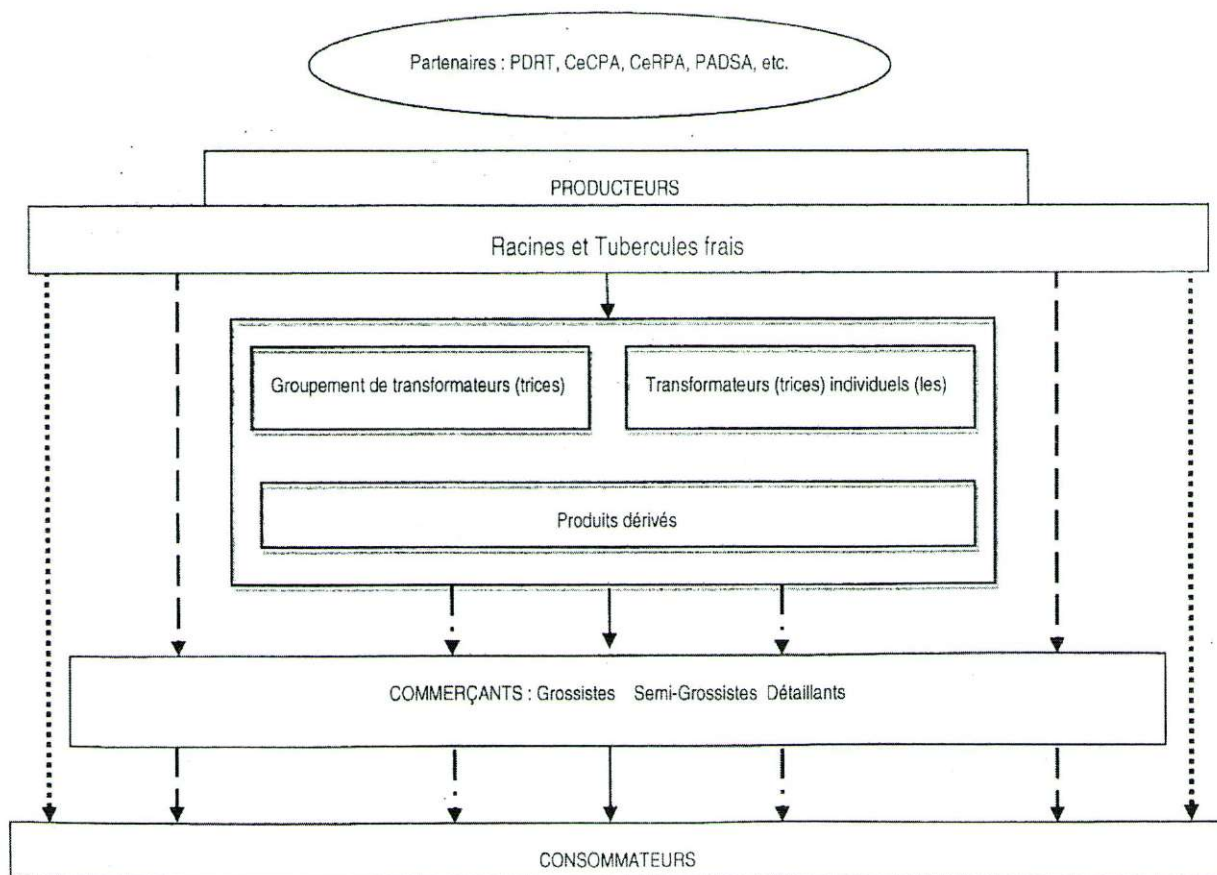 Partenaires : PDRT, CeCPA, CeRPA, PADSA, etc.
PRODUCTEURS
Racines et Tubercules frais
Groupement de transformateurs (trices)
Transformateurs (trices) individuels (les)
Produits dérivés
COMMERÇANTS : Grossistes Semi-Grossistes Détaillants
CONSOMMATEURS